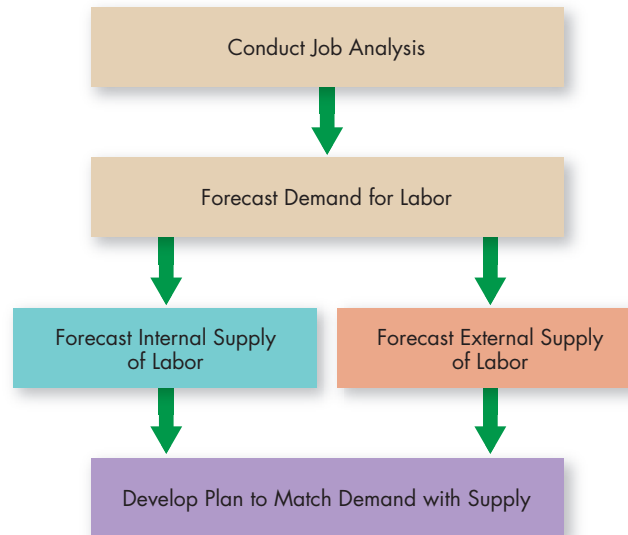 Conduct Job Analysis
Forecast Demand for Labor
Forecast Internal Supply
of Labor
Forecast External Supply
of Labor
Develop Plan to Match Demand with Supply